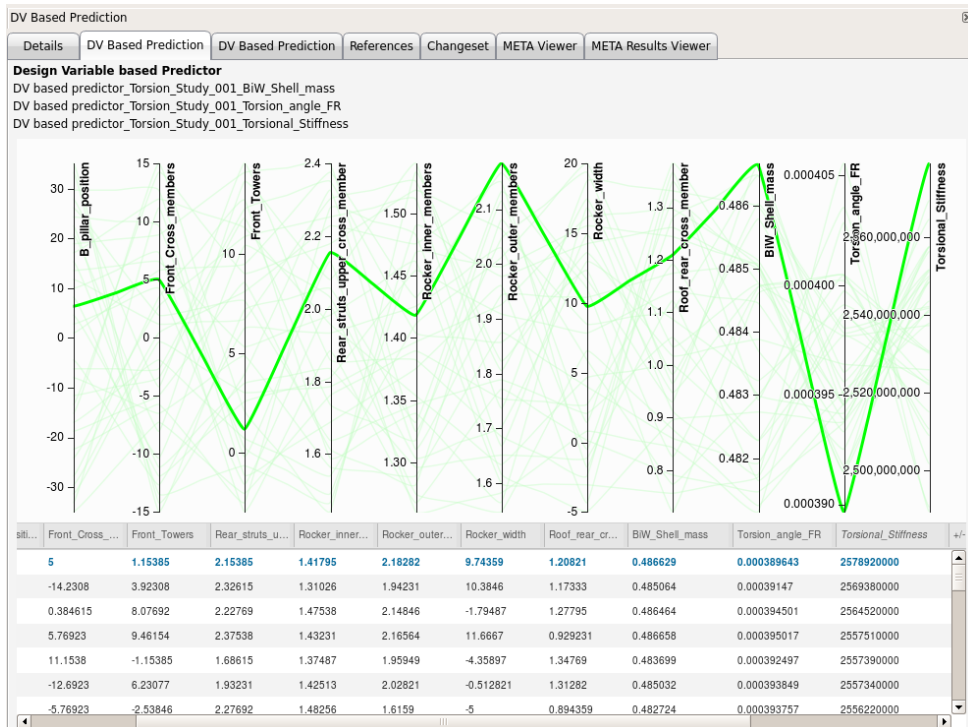 DV Based Prediction
Details DV Based Prediction DV Based Prediction References Changeset META Viewer META Results Viewer
Design Variable based Predictor
DV based predictor_Torsion_Study_001_BiW_Shell_mass
DV based predictor_Torsion_Study_001_Torsion_angle_FR
DV based predictor_Torsion_Study_001_Torsional_Stiffness
B_pillar_position
30
20
10
0
-10
-20
-30
Front_Cross_members
15
10
5
0
-5
-10
-15
Front_Towers
10
5
0
Rear_struts_upper_cross_member
2.4
2.2
2.0
1.8
1.6
Rocker_inner_members
1.50
1.45
1.40
1.35
1.30
Rocker_outer_members
2.1
2.0
1.9
1.8
1.7
1.6
Rocker_width
20
15
10
5
0
-5
Roof_rear_cross_member
1.3
1.2
1.1
1.0
0.9
0.8
BiW_Shell_mass
0.486
0.485
0.484
0.483
0.482
Torsion_angle_FR
0.000405
0.000400
0.000395
0.000390
Torsional_Stiffness
2,560,000,000
2,540,000,000
2,520,000,000
2,500,000,000
siti... Front_Cross_... Front_Towers Rear_struts_u... Rocker_inner... Rocker_outer... Rocker_width Roof_rear_cr... BiW_Shell_mass Torsion_angle_FR Torsional_Stiffness +/-
5 1.15385 2.15385 1.41795 2.18282 9.74359 1.20821 0.486629 0.000389643 2578920000
-14.2308 3.92308 2.32615 1.31026 1.94231 10.3846 1.17333 0.485064 0.00039147 2569380000
0.384615 8.07692 2.22769 1.47538 2.14846 -1.79487 1.27795 0.486464 0.000394501 2564520000
5.76923 9.46154 2.37538 1.43231 2.16564 11.6667 0.929231 0.486658 0.000395017 2557510000
11.1538 -1.15385 1.68615 1.37487 1.95949 -4.35897 1.34769 0.483699 0.000392497 2557390000
-12.6923 6.23077 1.93231 1.42513 2.02821 -0.512821 1.31282 0.485032 0.000393849 2557340000
-5.76923 -2.53846 2.27692 1.48256 1.6159 -5 0.894359 0.482724 0.000393757 2556220000